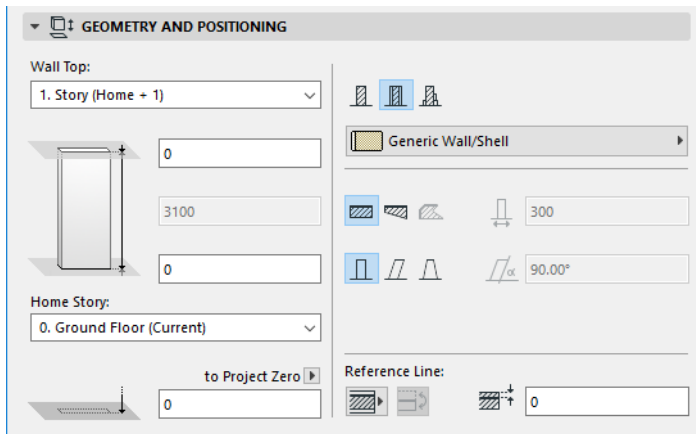 GEOMETRY AND POSITIONING
Wall Top:
1. Story (Home + 1)
0
3100
0
Home Story:
0. Ground Floor (Current)
to Project Zero
0
Generic Wall/Shell
300
α
90.00°
Reference Line:
0